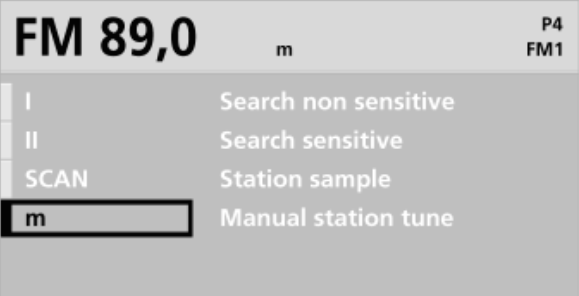 FM 89,0 m P4
FM1
I Search non sensitive
II Search sensitive
SCAN Station sample
m Manual station tune